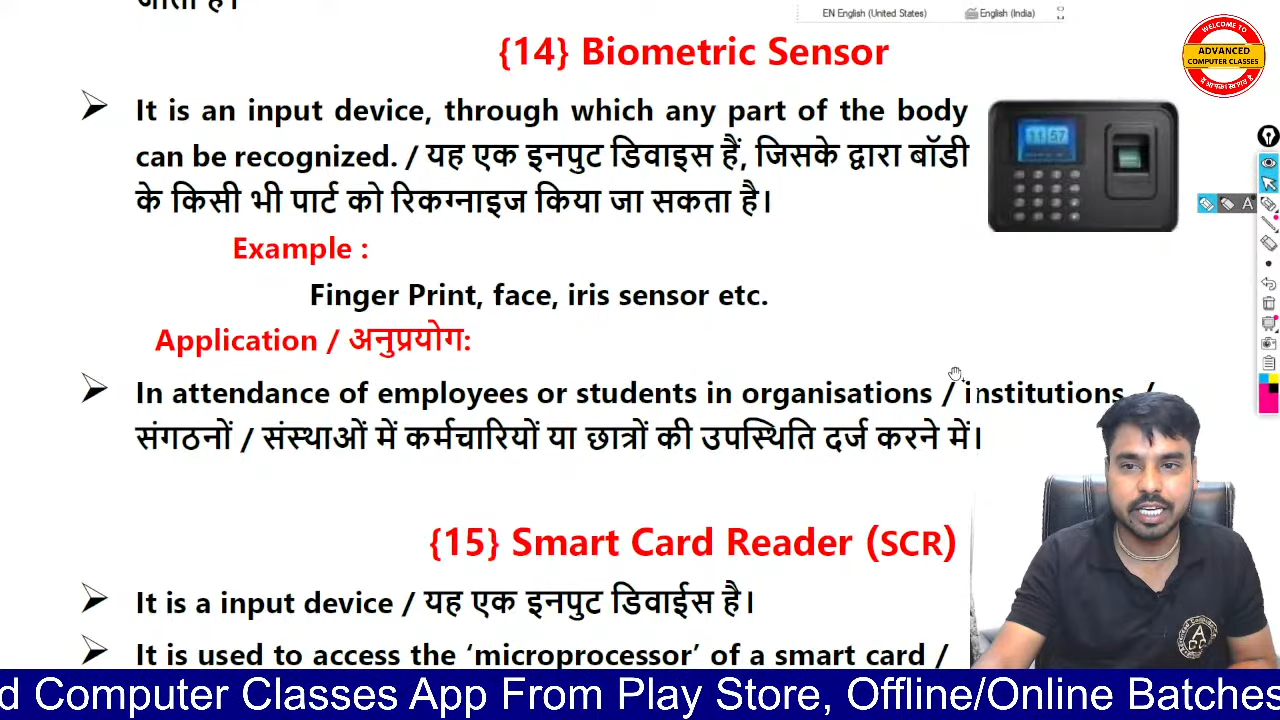 जाता है।
EN English (United States) English (India)
{14} Biometric Sensor
WELCOME TO
ADVANCED
COMPUTER CLASSES
➢ It is an input device, through which any part of the body
can be recognized. / यह एक इनपुट डिवाइस हैं, जिसके द्वारा बॉडी
के किसी भी पार्ट को रिकग्नाइज किया जा सकता है।
11:57
Example :
Finger Print, face, iris sensor etc.
Application / अनुप्रयोग:
➢ In attendance of employees or students in organisations / institutions. /
संगठनों / संस्थाओं में कर्मचारियों या छात्रों की उपस्थिति दर्ज करने में।
{15} Smart Card Reader (SCR)
➢ It is a input device / यह एक इनपुट डिवाईस है।
➢ It is used to access the ‘microprocessor’ of a smart card /
d Computer Classes App From Play Store, Offline/Online Batches